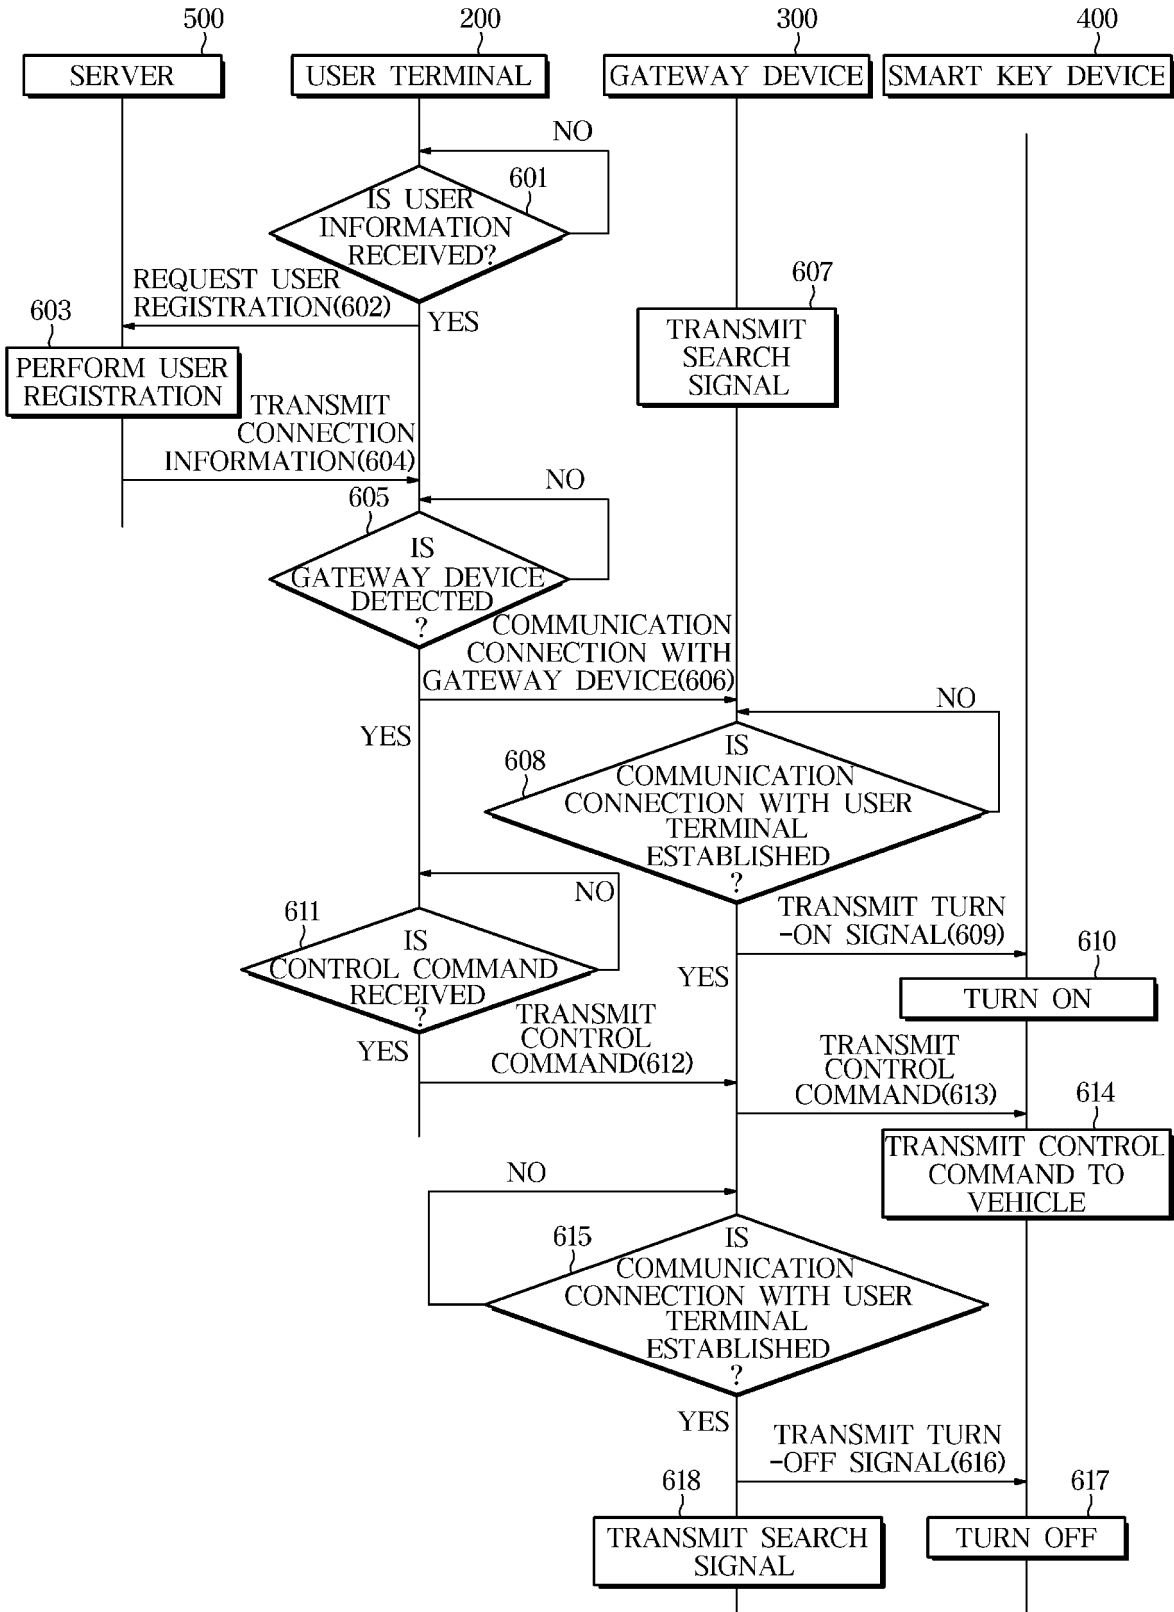 500
200
300
400
SERVER
USER TERMINAL
GATEWAY DEVICE
SMART KEY DEVICE
NO
601
IS USER
INFORMATION
RECEIVED?
REQUEST USER
REGISTRATION(602)
YES
603
PERFORM USER
REGISTRATION
607
TRANSMIT
SEARCH
SIGNAL
TRANSMIT
CONNECTION
INFORMATION(604)
NO
605
IS
GATEWAY DEVICE
DETECTED
?
COMMUNICATION
CONNECTION WITH
GATEWAY DEVICE(606)
YES
NO
608
IS
COMMUNICATION
CONNECTION WITH USER
TERMINAL
ESTABLISHED
?
NO
611
IS
CONTROL COMMAND
RECEIVED
?
TRANSMIT TURN
-ON SIGNAL(609)
YES
610
TURN ON
YES
TRANSMIT
CONTROL
COMMAND(612)
TRANSMIT
CONTROL
COMMAND(613)
614
TRANSMIT CONTROL
COMMAND TO
VEHICLE
NO
615
IS
COMMUNICATION
CONNECTION WITH USER
TERMINAL
ESTABLISHED
?
YES
TRANSMIT TURN
-OFF SIGNAL(616)
618
TRANSMIT SEARCH
SIGNAL
617
TURN OFF